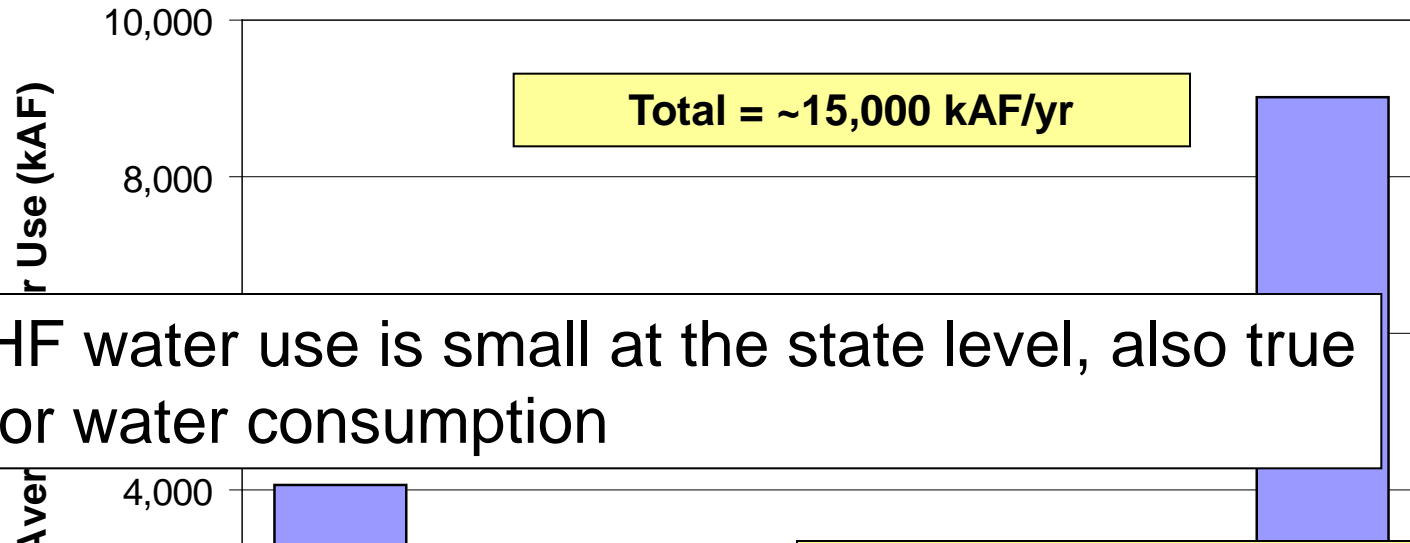 10,000
Total = ~15,000 kAF/yr
8,000
Use (kAF)
HF water use is small at the state level, also true
or water consumption
4,000